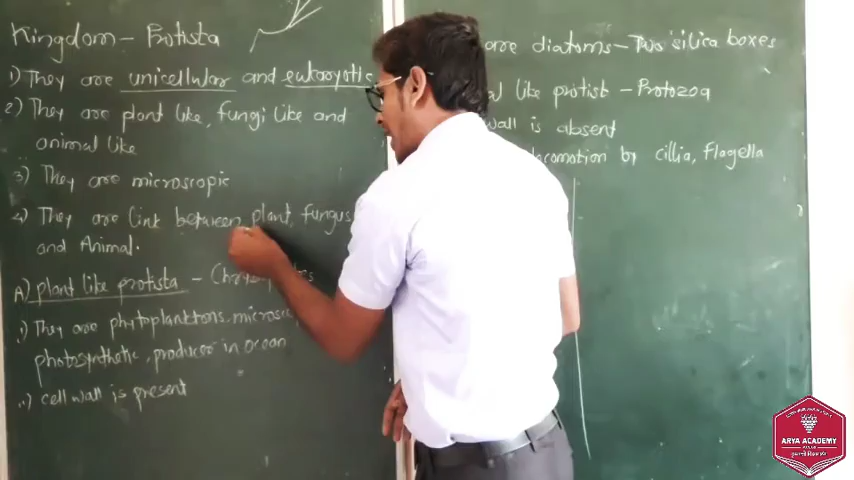 Kingdom - Protista
1) They are unicellular and eukaryotic
2) They are plant like, fungi like and
animal like
3) They are microscopic
4) They are link between plant, fungus
and Animal.
A) plant like protista -
i) They are phytoplanktons, microsc
photosynthetic, producer in ocean
ii) cell wall is present
are diatoms - Two silica boxes
like protist - Protozoa
wall is absent
locomotion by cillia, Flagella
ARYA
ACADEMY